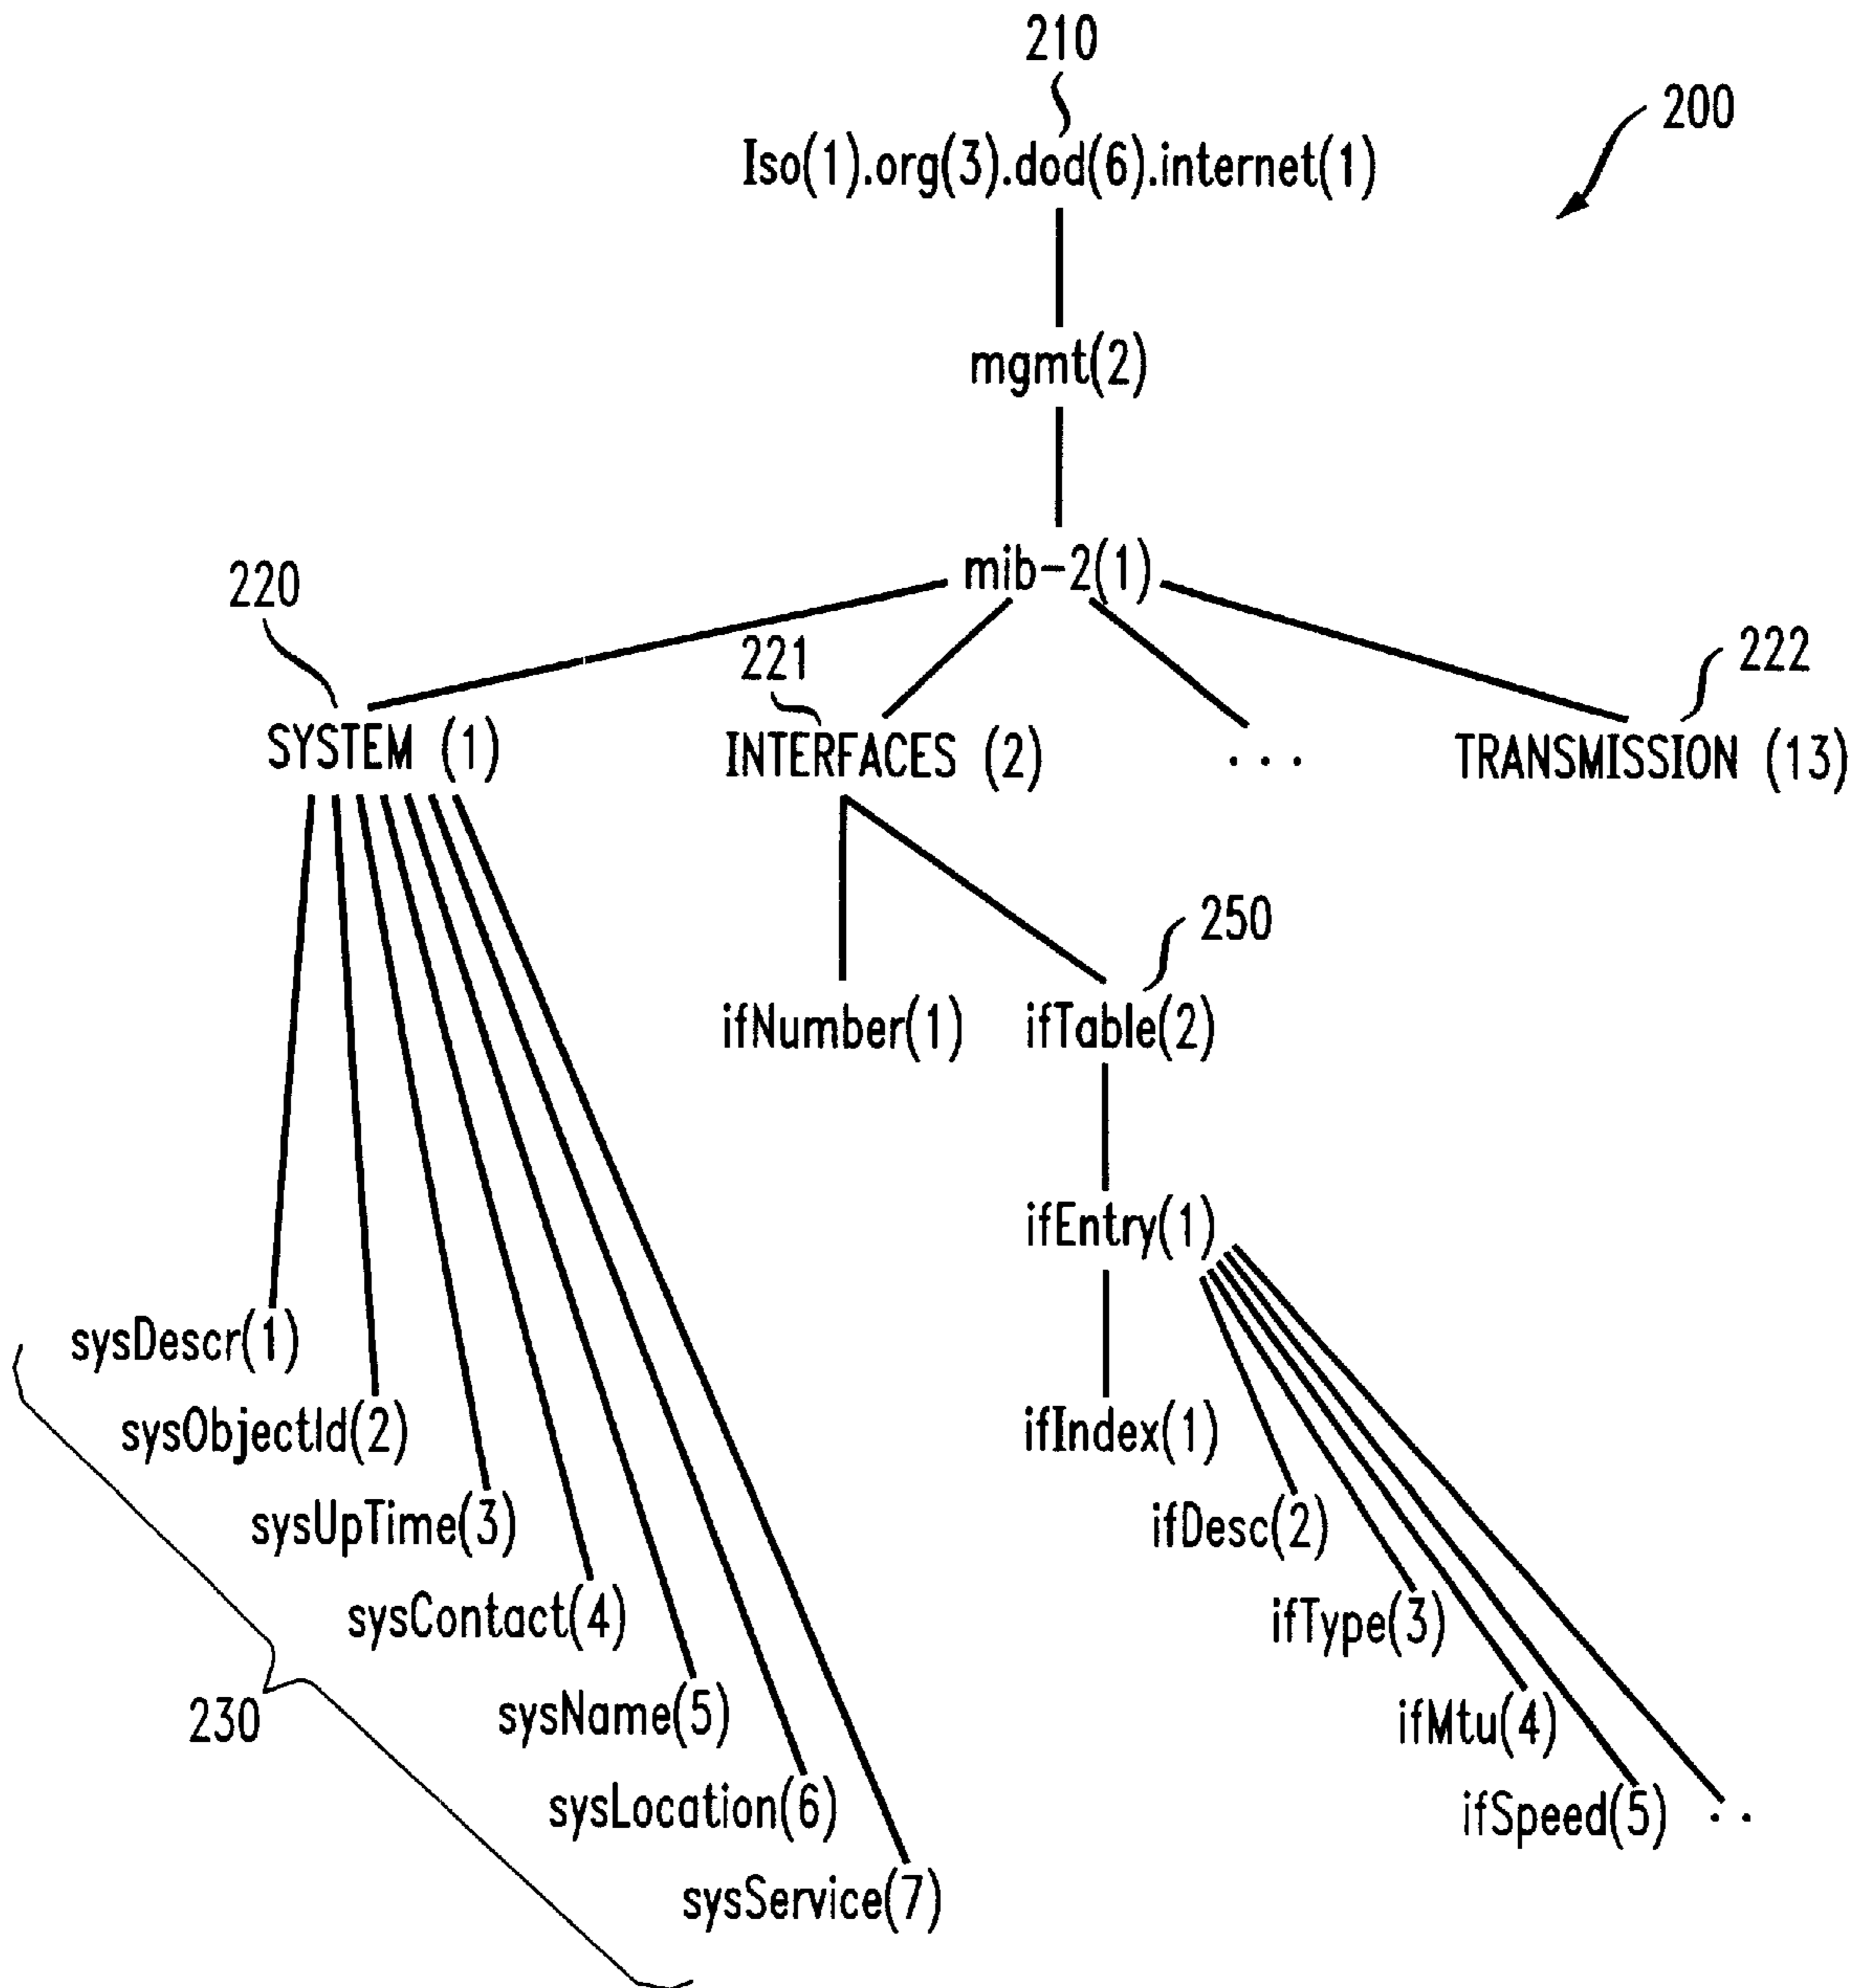 210
200
Iso(1).org(3).dod(6).internet(1)
mgmt(2)
mib-2(1)
220
221
222
SYSTEM (1)
INTERFACES (2)
. . .
TRANSMISSION (13)
250
ifNumber(1)
ifTable(2)
ifEntry(1)
sysDescr(1)
sysObjectId(2)
sysUpTime(3)
sysContact(4)
sysName(5)
sysLocation(6)
sysService(7)
230
ifIndex(1)
ifDesc(2)
ifType(3)
ifMtu(4)
ifSpeed(5)
. .